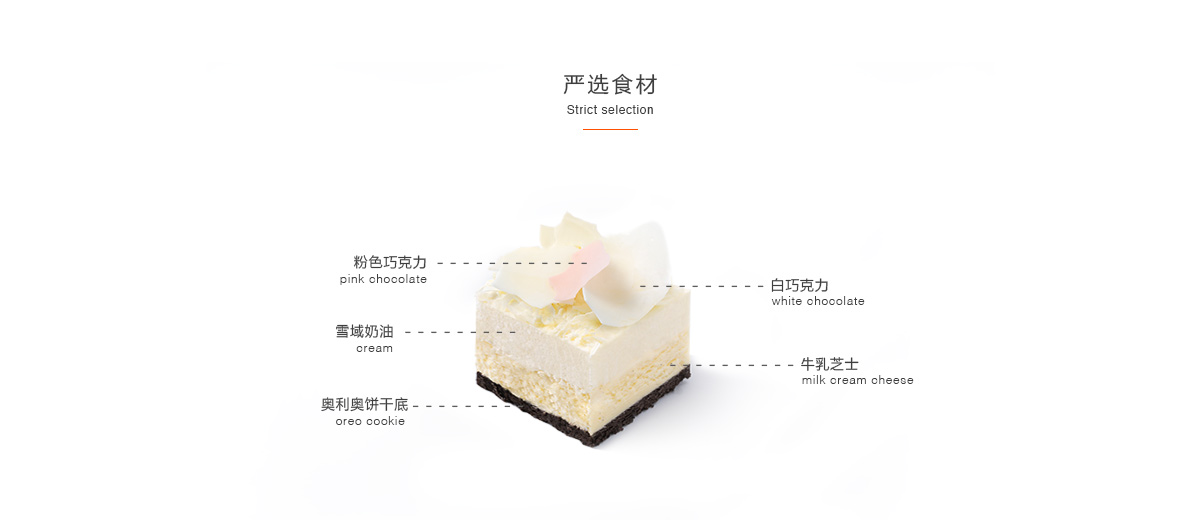 严选食材
Strict selection
粉色巧克力
pink chocolate
白巧克力
white chocolate
雪域奶油
cream
牛乳芝士
milk cream cheese
奥利奥饼干底
oreo cookie